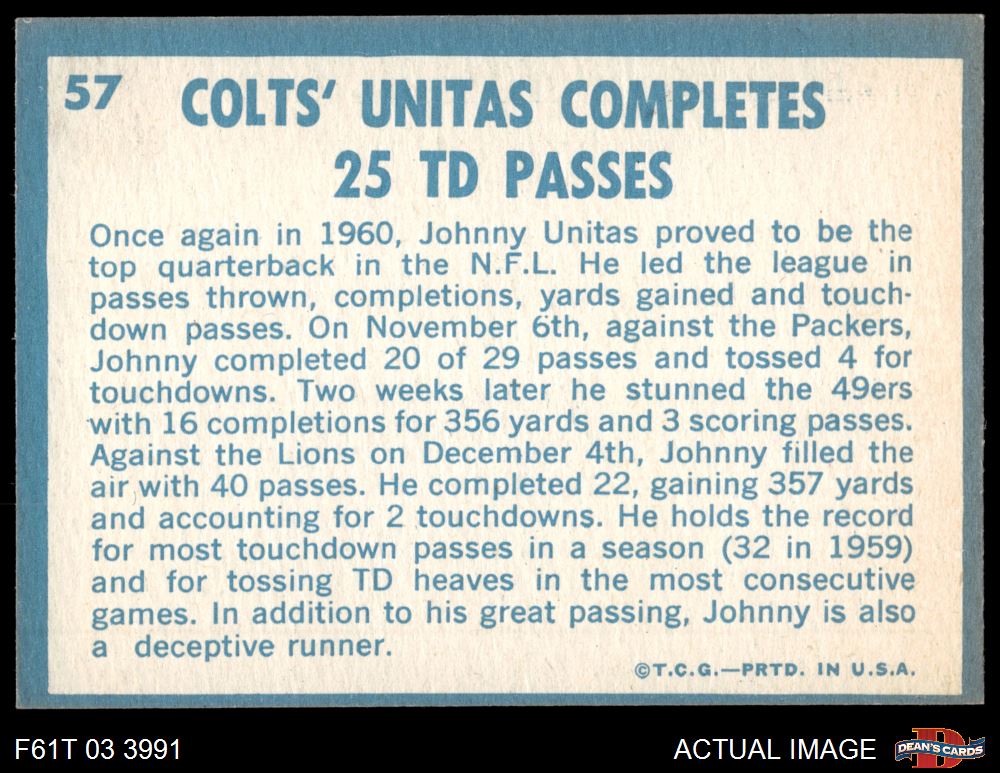 57
COLTS' UNITAS COMPLETES
25 TD PASSES
Once again in 1960, Johnny Unitas proved to be the
top quarterback in the N.F.L. He led the league in
passes thrown, completions, yards gained and touch-
down passes. On November 6th, against the Packers,
Johnny completed 20 of 29 passes and tossed 4 for
touchdowns. Two weeks later he stunned the 49ers
with 16 completions for 356 yards and 3 scoring passes.
Against the Lions on December 4th, Johnny filled the
air with 40 passes. He completed 22, gaining 357 yards
and accounting for 2 touchdowns. He holds the record
for most touchdown passes in a season (32 in 1959)
and for tossing TD heaves in the most consecutive
games. In addition to his great passing, Johnny is also
a deceptive runner.
©T.C.G.—PRTD. IN U.S.A.
F61T 03 3991
ACTUAL IMAGE
D
DEAN'S CARDS